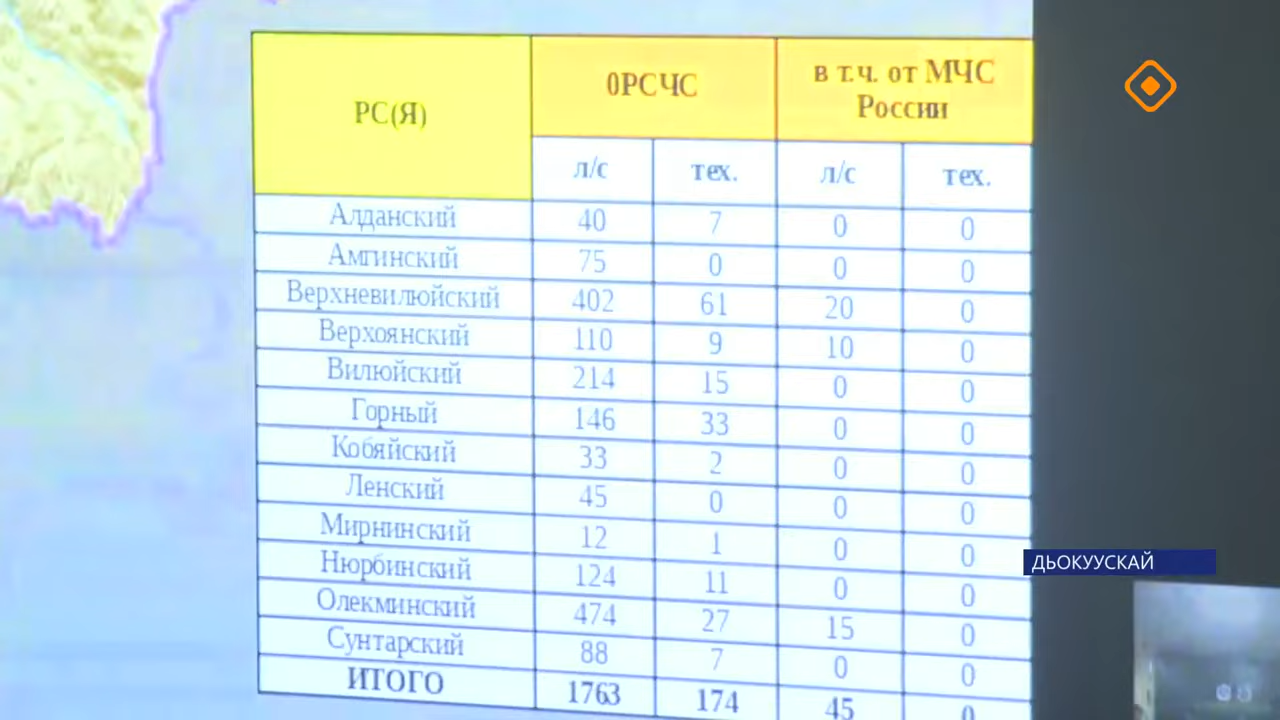 РС(Я) 0РСЧС в т.ч. от МЧС
России
л/с тех. л/с тех.
Алданский 40 7 0 0
Амгинский 75 0 0 0
Верхневилюйский 402 61 20 0
Верхоянский 110 9 10 0
Вилюйский 214 15 0 0
Горный 146 33 0 0
Кобяйский 33 2 0 0
Ленский 45 0 0 0
Мирнинский 12 1 0 0
Нюрбинский 124 11 0 0
Олекминский 474 27 15 0
Сунтарский 88 7 0 0
ИТОГО 1763 174 45 0
ДЬОКУУСКАЙ